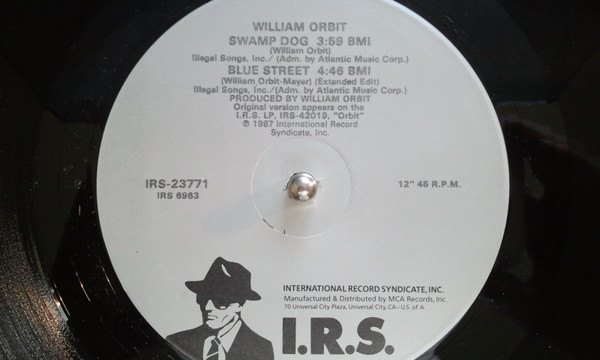 WILLIAM ORBIT
SWAMP DOG 3:59 BMI
(William Orbit)
Illegal Songs, Inc./(Adm. by Atlantic Music Corp.)
BLUE STREET 4:46 BMI
(William Orbit-Mayer) (Extended Edit)
Illegal Songs, Inc./(Adm. by Atlantic Music Corp.)
PRODUCED BY WILLIAM ORBIT
Original version appears on the
I.R.S. LP, IRS-42019, "Orbit"
℗ 1987 International Record
Syndicate, Inc.
IRS-23771
IRS 6963
12" 45 R.P.M.
INTERNATIONAL RECORD SYNDICATE, INC.
Manufactured & Distributed by MCA Records, Inc.
70 Universal City Plaza, Universal City, CA-U.S. of A.
I.R.S.